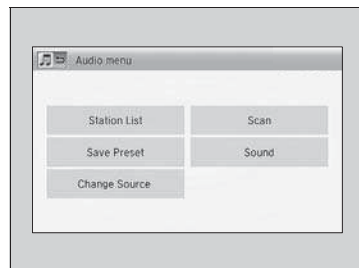 Audio menu
Station List
Scan
Save Preset
Sound
Change Source